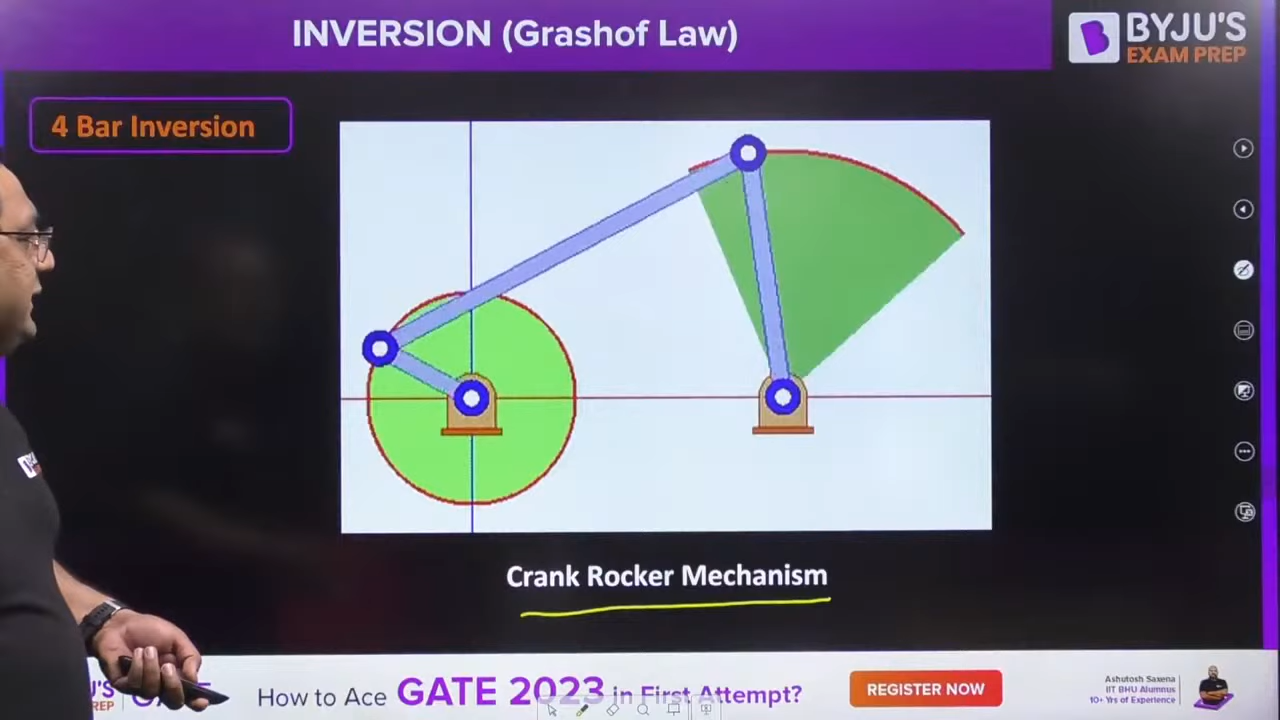 INVERSION (Grashof Law)
BYJU'S
EXAM PREP
4 Bar Inversion
Crank Rocker Mechanism
How to Ace GATE 2023 in First Attempt?
REGISTER NOW
Ashutosh Saxena
IIT BHU Alumnus
10+ Yrs of Experience